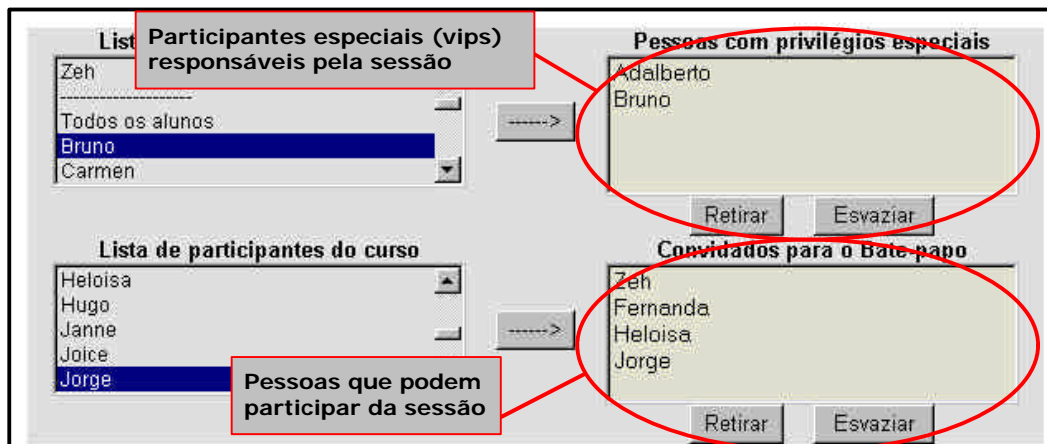 List
Participantes especiais (vips)
responsáveis pela sessão
Zeh
--------------------
Todos os alunos
Bruno
Carmen
------>
Pessoas com privilégios especiais
Adalberto
Bruno
Retirar Esvaziar
Lista de participantes do curso
Heloisa
Hugo
Janne
Joice
Jorge
Pessoas que podem
participar da sessão
------>
Convidados para o Bate-papo
Zeh
Fernanda
Heloisa
Jorge
Retirar Esvaziar